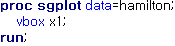 proc sgplot data=hamilton;
    vbox x1;
run;